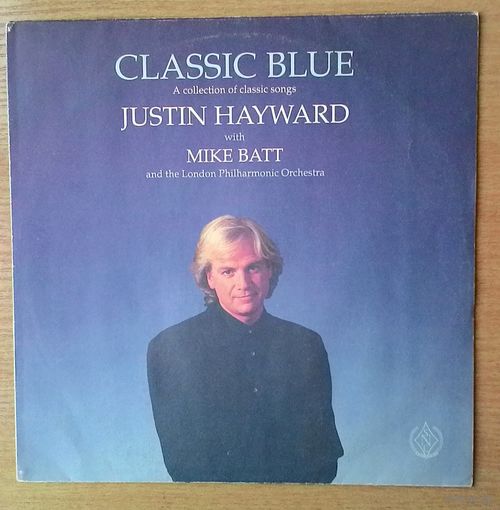 CLASSIC BLUE
A collection of classic songs
JUSTIN HAYWARD
with
MIKE BATT
and the London Philharmonic Orchestra